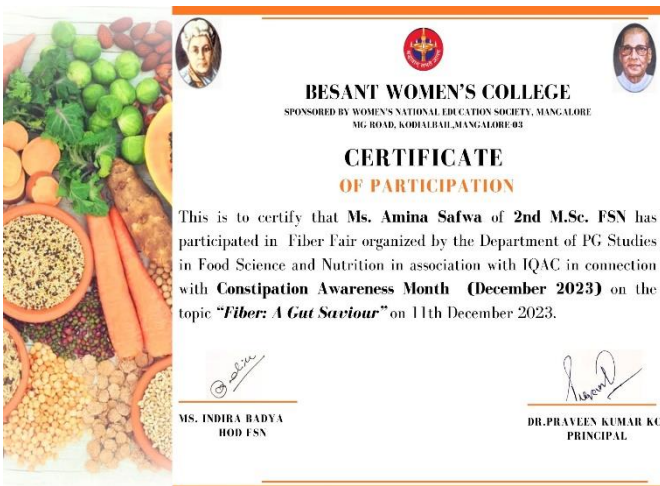 BESANT WOMEN'S COLLEGE
SPONSORED BY WOMEN'S NATIONAL EDUCATION SOCIETY, MANGALORE
MG ROAD, KODIALBAIL,MANGALORE-03
CERTIFICATE
OF PARTICIPATION
This is to certify that Ms. Amina Safwa of 2nd M.Sc. FSN has
participated in Fiber Fair organized by the Department of PG Studies
in Food Science and Nutrition in association with IQAC in connection
with Constipation Awareness Month (December 2023) on the
topic "Fiber: A Gut Saviour" on 11th December 2023.
MS. INDIRA BADYA
HOD FSN
DR.PRAVEEN KUMAR KC
PRINCIPAL